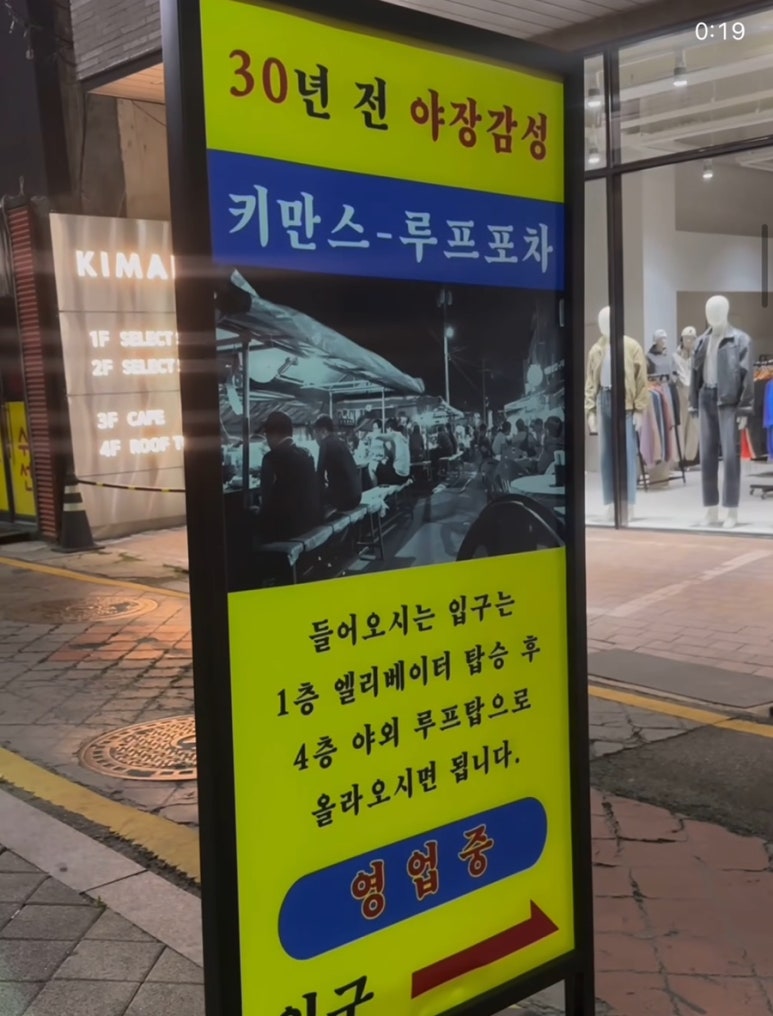 0:19
30년 전 야장감성
키만스-루프포차
KIMA
1F SELECT
2F SELECT
3F CAFE
4F ROOF T
들어오시는 입구는
1층 엘리베이터 탑승 후
4층 야외 루프탑으로
올라오시면 됩니다.
영업중
입구